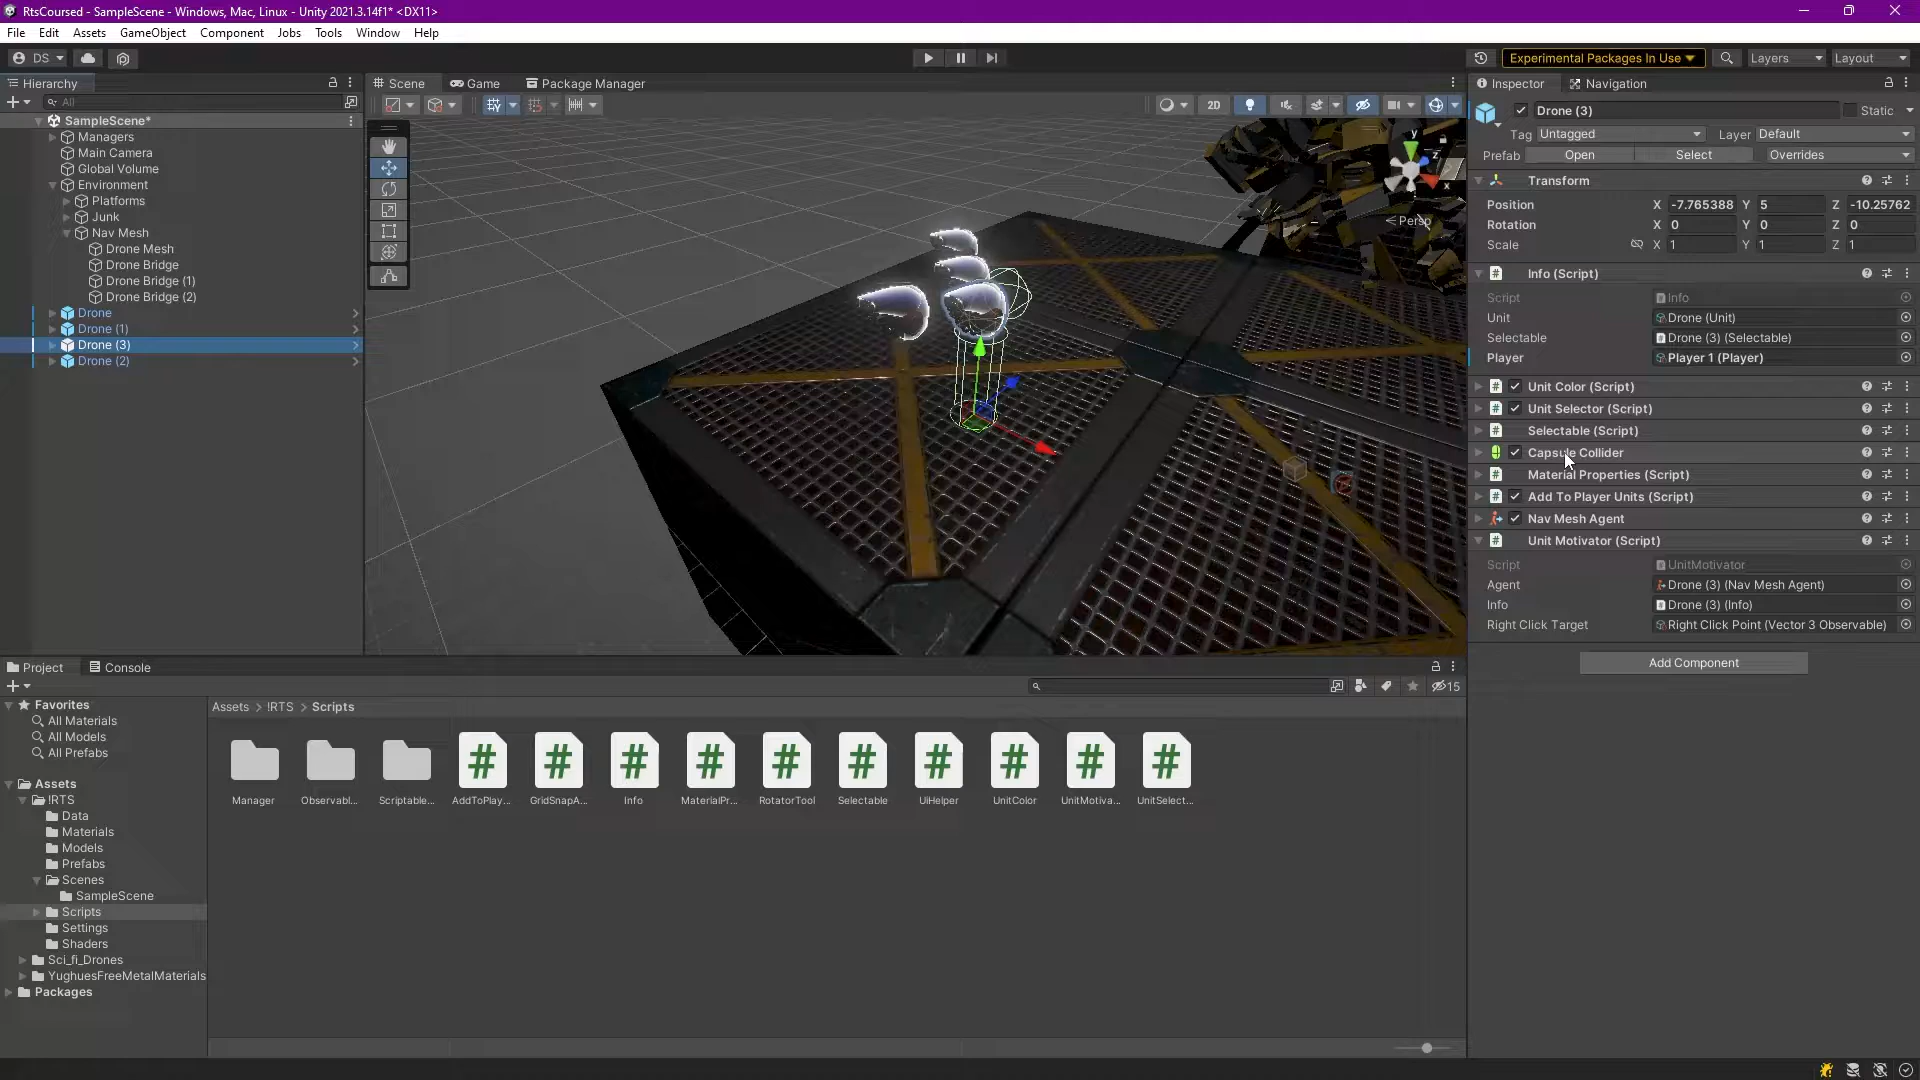 RtsCoursed - SampleScene - Windows, Mac, Linux - Unity 2021.3.14f1* <DX11>
File Edit Assets GameObject Component Jobs Tools Window Help
DS
Experimental Packages In Use
Layers
Layout
Hierarchy
All
SampleScene*
Managers
Main Camera
Global Volume
Environment
Platforms
Junk
Nav Mesh
Drone Mesh
Drone Bridge
Drone Bridge (1)
Drone Bridge (2)
Drone
Drone (1)
Drone (3)
Drone (2)
Scene
Game
Package Manager
2D
y
z
x
< Persp
Inspector
Navigation
Drone (3)
Static
Tag Untagged
Layer Default
Prefab Open Select Overrides
Transform
Position X -7.765388 Y 5 Z -10.25762
Rotation X 0 Y 0 Z 0
Scale X 1 Y 1 Z 1
Info (Script)
Script Info
Unit Drone (Unit)
Selectable Drone (3) (Selectable)
Player Player 1 (Player)
Unit Color (Script)
Unit Selector (Script)
Selectable (Script)
Capsule Collider
Material Properties (Script)
Add To Player Units (Script)
Nav Mesh Agent
Unit Motivator (Script)
Script UnitMotivator
Agent Drone (3) (Nav Mesh Agent)
Info Drone (3) (Info)
Right Click Target Right Click Point (Vector 3 Observable)
Add Component
Project
Console
15
Favorites
All Materials
All Models
All Prefabs
Assets
!RTS
Data
Materials
Models
Prefabs
Scenes
SampleScene
Scripts
Settings
Shaders
Sci_fi_Drones
YughuesFreeMetalMaterials
Packages
Assets > !RTS > Scripts
Manager
Observabl...
Scriptable...
AddToPlay...
GridSnapA...
Info
MaterialPr...
RotatorTool
Selectable
UiHelper
UnitColor
UnitMotiva...
UnitSelect...